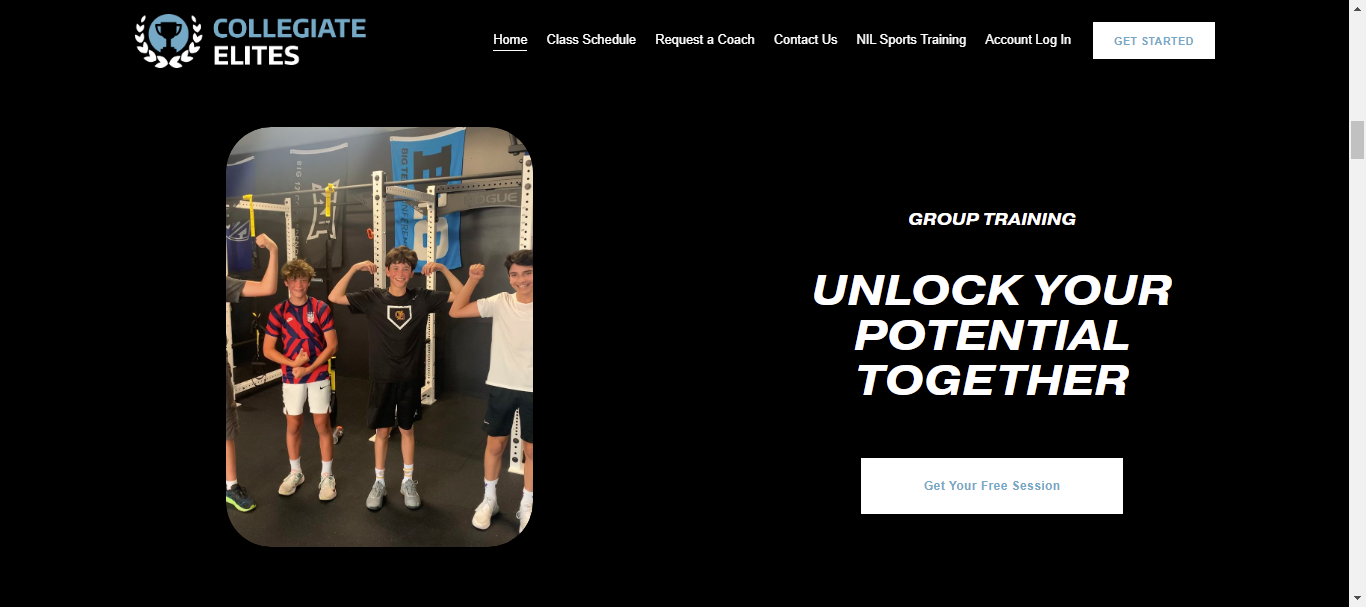 COLLEGIATE
ELITES
Home Class Schedule Request a Coach Contact Us NIL Sports Training Account Log In GET STARTED
ROGUE
GROUP TRAINING
UNLOCK YOUR
POTENTIAL
TOGETHER
Get Your Free Session